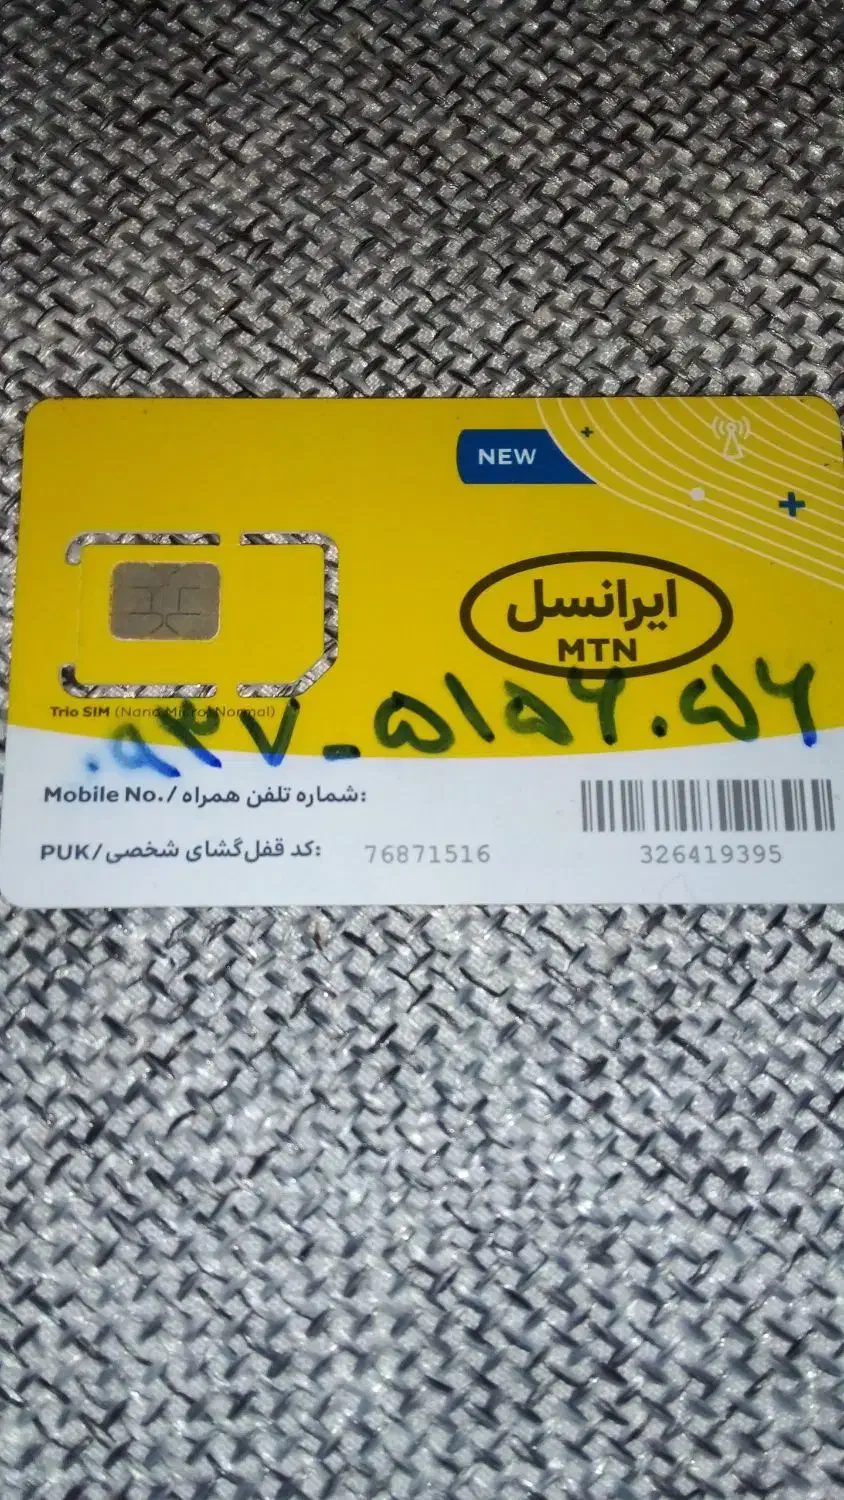 NEW
ایرانسل
MTN
Trio SIM (Nano Micro Normal)
۰۹۳۷-۵۱۵۶۰۵۶
Mobile No./شماره تلفن همراه:
PUK/کد قفل‌گشای شخصی: 76871516
326419395